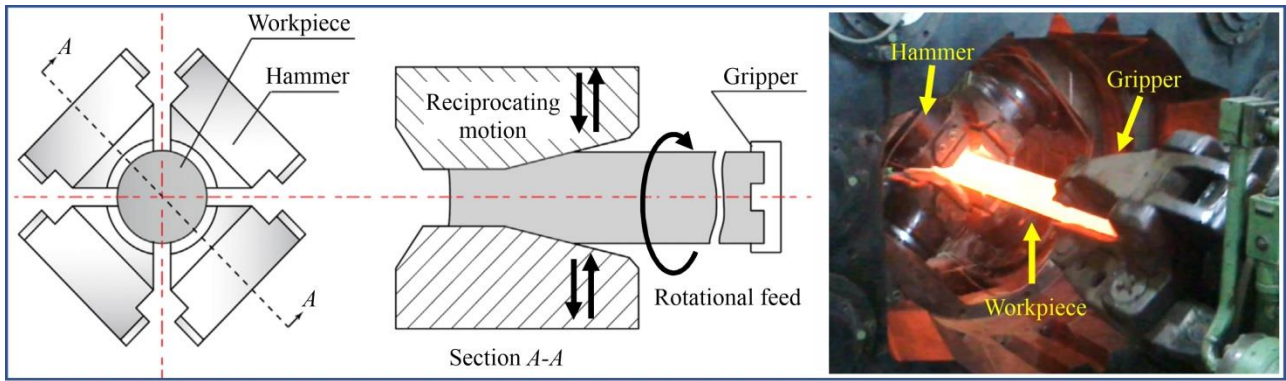 Workpiece
A
Hammer
A
Reciprocating
motion
Gripper
Rotational feed
Section A-A
Hammer
Gripper
Workpiece